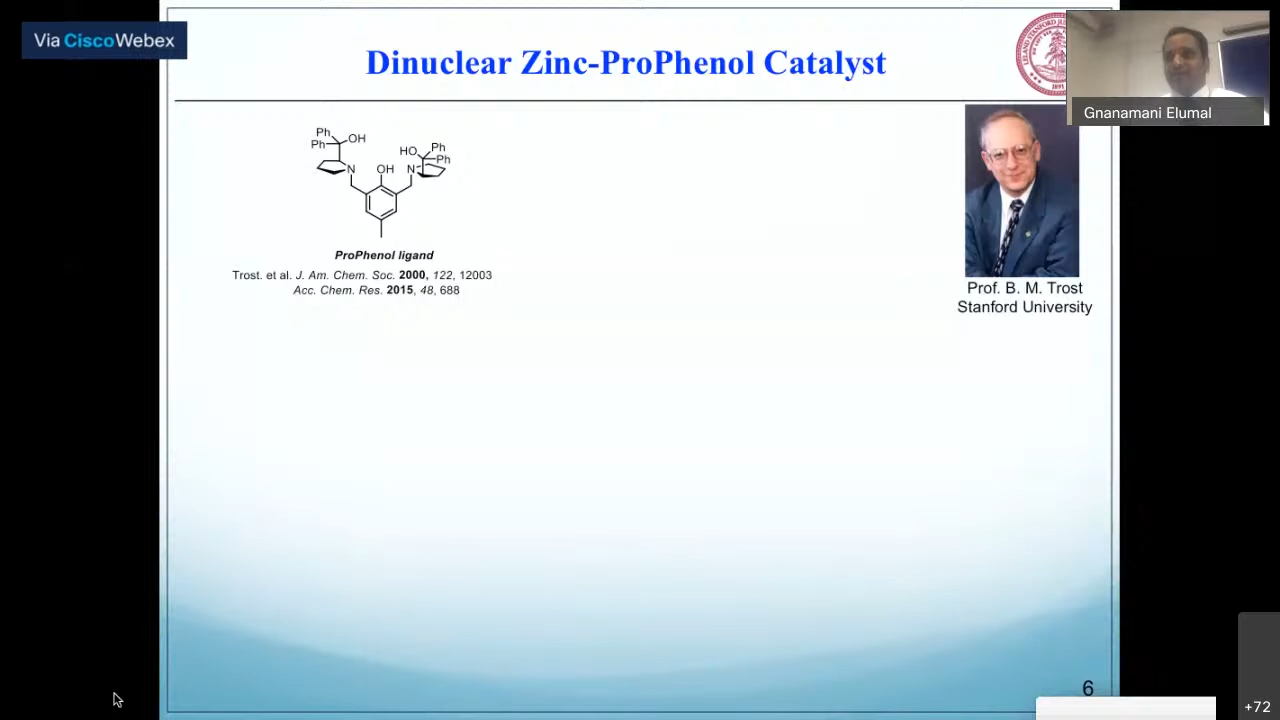 Via CiscoWebex
Dinuclear Zinc-ProPhenol Catalyst
Gnanamani Elumal
Ph
Ph
OH
N
OH
HO
Ph
Ph
N
ProPhenol ligand
Trost. et al. J. Am. Chem. Soc. 2000, 122, 12003
Acc. Chem. Res. 2015, 48, 688
Prof. B. M. Trost
Stanford University
6
+72